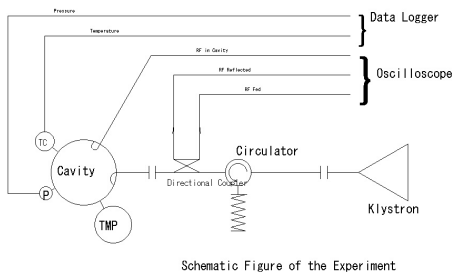 Pressure
Data Logger
Temperature
RF in Cavity
RF Reflected
Oscilloscope
RF Fed
TC
Circulator
Cavity
Directional Coupler
P
Klystron
TMP
Schematic Figure of the Experiment